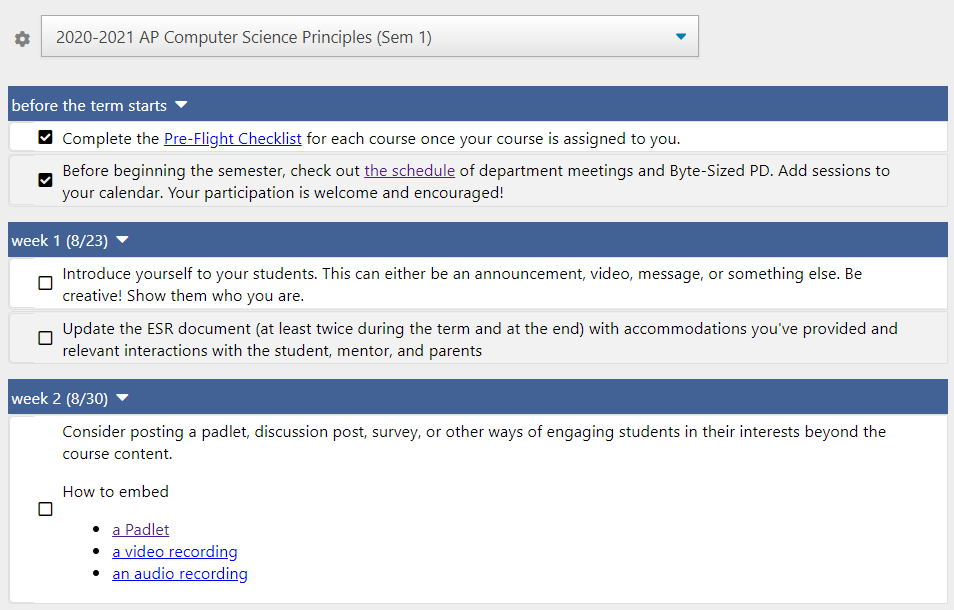 2020-2021 AP Computer Science Principles (Sem 1)
before the term starts
Complete the Pre-Flight Checklist for each course once your course is assigned to you.
Before beginning the semester, check out the schedule of department meetings and Byte-Sized PD. Add sessions to
your calendar. Your participation is welcome and encouraged!
week 1 (8/23)
Introduce yourself to your students. This can either be an announcement, video, message, or something else. Be
creative! Show them who you are.
Update the ESR document (at least twice during the term and at the end) with accommodations you've provided and
relevant interactions with the student, mentor, and parents
week 2 (8/30)
Consider posting a padlet, discussion post, survey, or other ways of engaging students in their interests beyond the
course content.
How to embed
a Padlet
a video recording
an audio recording